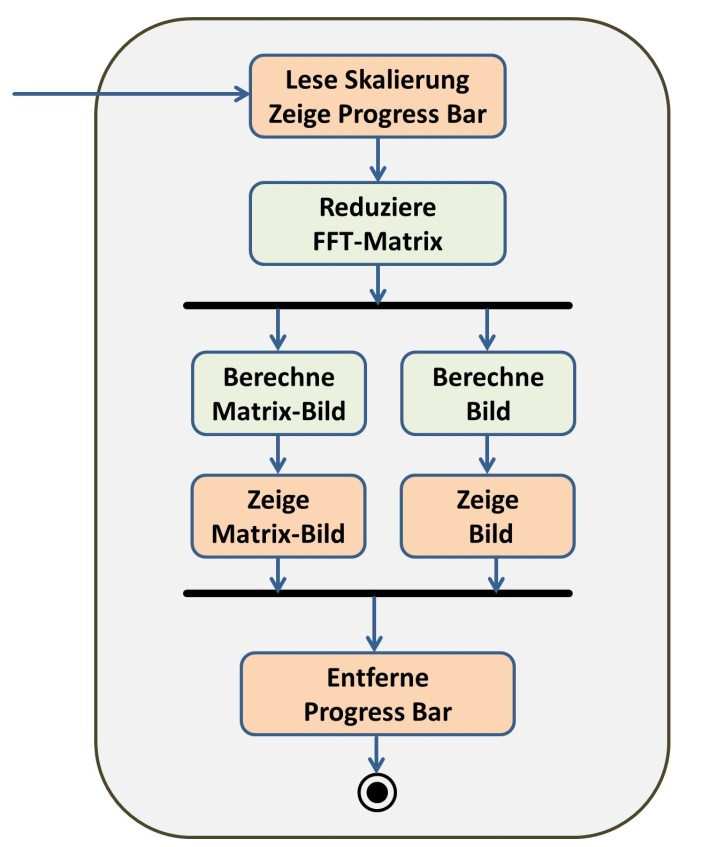 Lese Skalierung
Zeige Progress Bar
Reduziere
FFT-Matrix
Berechne
Matrix-Bild
Berechne
Bild
Zeige
Matrix-Bild
Zeige
Bild
Entferne
Progress Bar